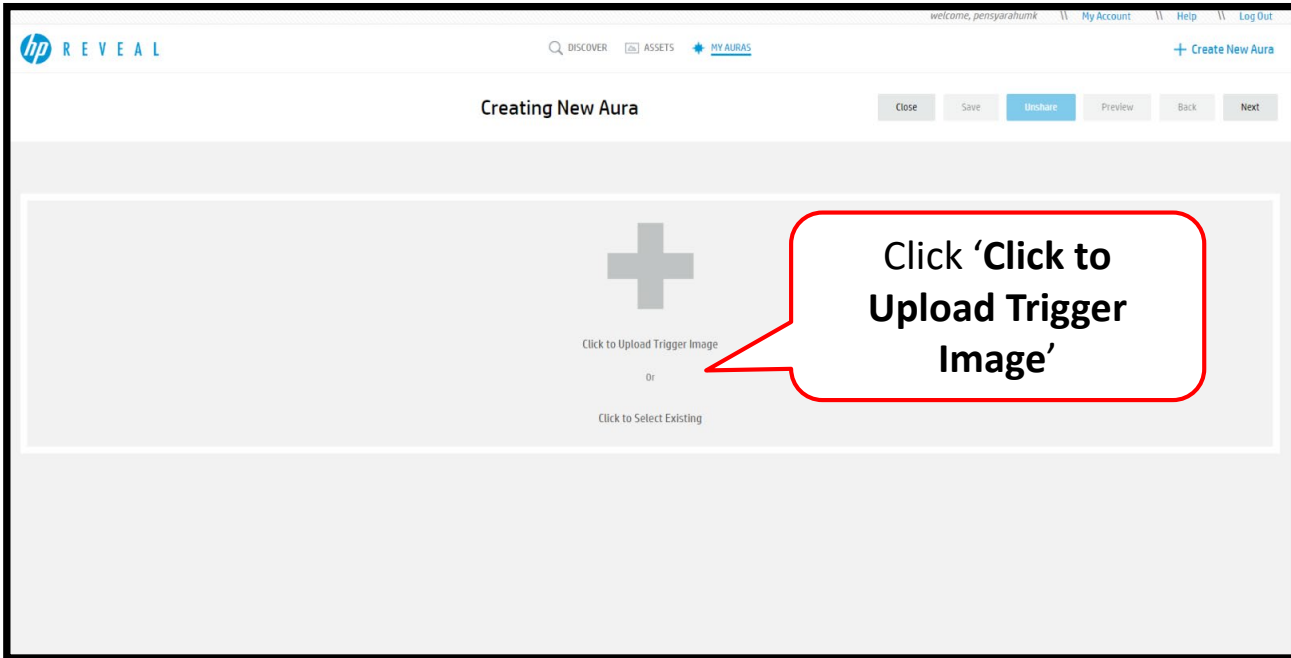 welcome, pensyarahumk \\ My Account \\ Help \\ Log Out
hp REVEAL DISCOVER ASSETS MY AURAS + Create New Aura
Creating New Aura Close Save Unshare Preview Back Next
Click ‘Click to
Upload Trigger
Image’
Click to Upload Trigger Image
Or
Click to Select Existing